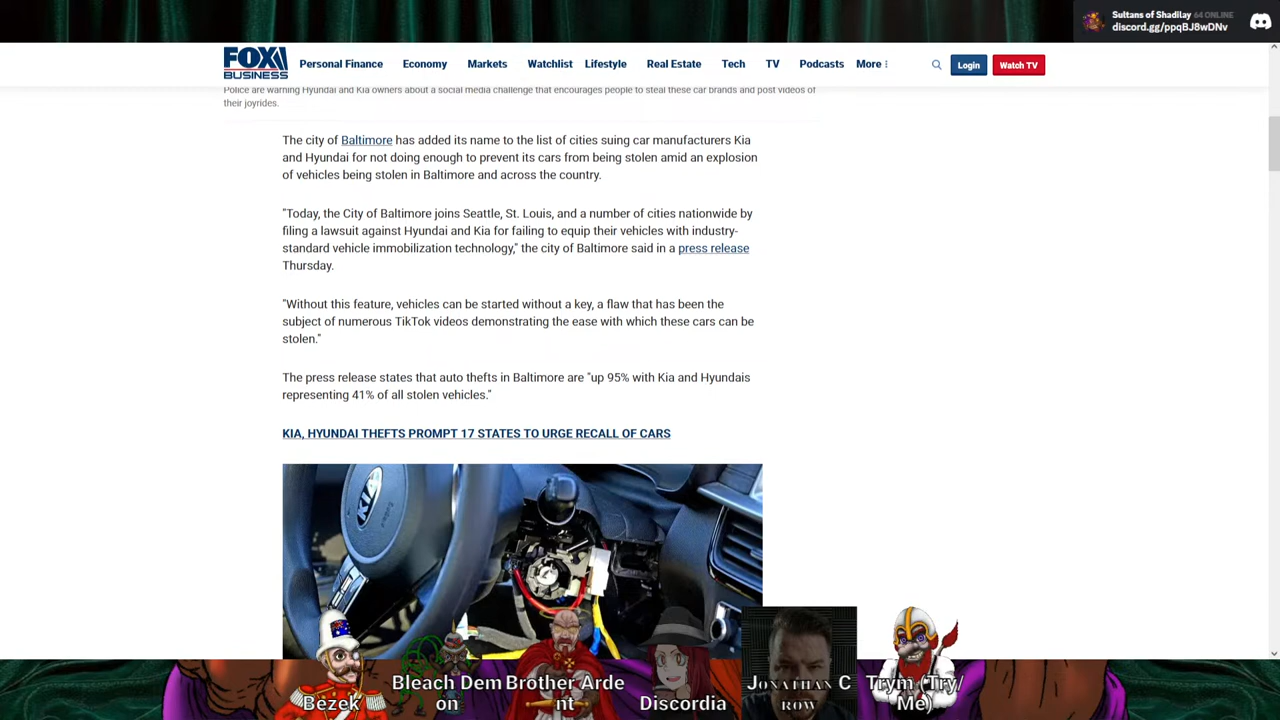 Sultans of Shadilay 64 ONLINE
discord.gg/ppqBJ8wDNv
FOX
BUSINESS
Personal Finance Economy Markets Watchlist Lifestyle Real Estate Tech TV Podcasts More Login Watch TV
Police are warning Hyundai and Kia owners about a social media challenge that encourages people to steal these car brands and post videos of
their joyrides.
The city of Baltimore has added its name to the list of cities suing car manufacturers Kia
and Hyundai for not doing enough to prevent its cars from being stolen amid an explosion
of vehicles being stolen in Baltimore and across the country.
"Today, the City of Baltimore joins Seattle, St. Louis, and a number of cities nationwide by
filing a lawsuit against Hyundai and Kia for failing to equip their vehicles with industry-
standard vehicle immobilization technology," the city of Baltimore said in a press release
Thursday.
"Without this feature, vehicles can be started without a key, a flaw that has been the
subject of numerous TikTok videos demonstrating the ease with which these cars can be
stolen."
The press release states that auto thefts in Baltimore are "up 95% with Kia and Hyundais
representing 41% of all stolen vehicles."
KIA, HYUNDAI THEFTS PROMPT 17 STATES TO URGE RECALL OF CARS
KIA
Bezek
Bleach Dem
on
Brother Arde
nt
Discordia
JONATHAN C
ROW
Trym (Try/
Me)